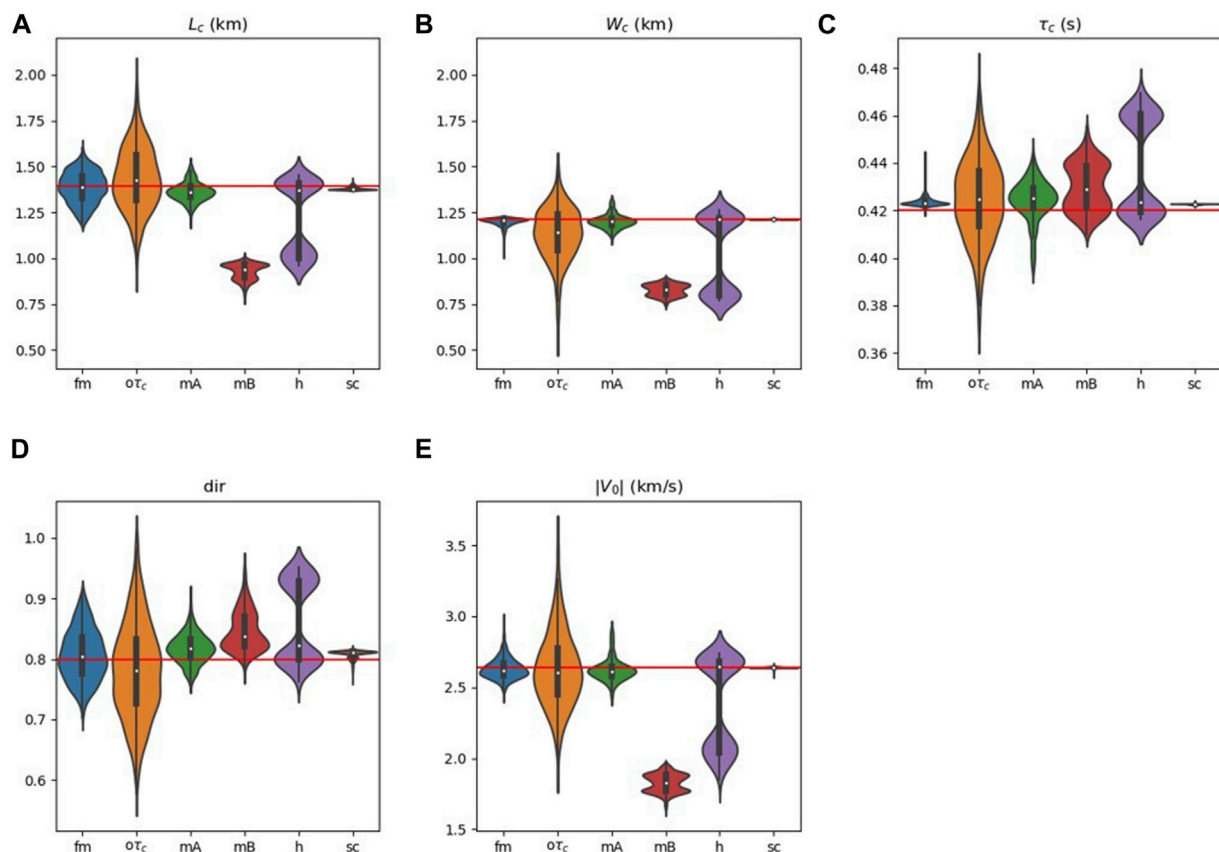 A
L_c (km)
2.00
1.75
1.50
1.25
1.00
0.75
0.50
fm oτ_c mA mB h sc
B
W_c (km)
2.00
1.75
1.50
1.25
1.00
0.75
0.50
fm oτ_c mA mB h sc
C
τ_c (s)
0.48
0.46
0.44
0.42
0.40
0.38
0.36
fm oτ_c mA mB h sc
D
dir
1.0
0.9
0.8
0.7
0.6
fm oτ_c mA mB h sc
E
|V_0| (km/s)
3.5
3.0
2.5
2.0
1.5
fm oτ_c mA mB h sc